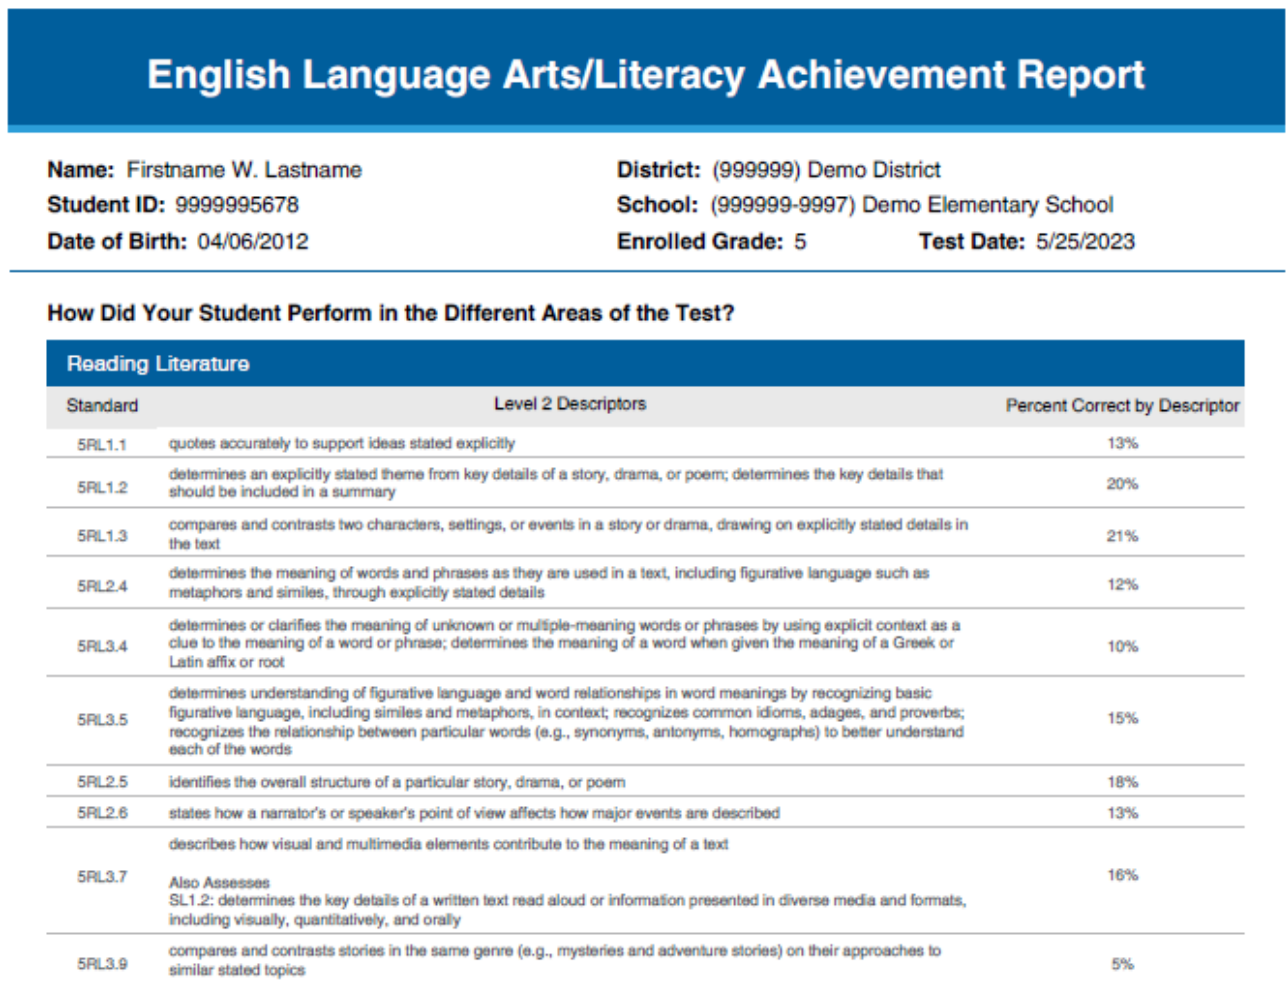 English Language Arts/Literacy Achievement Report
Name: Firstname W. Lastname
District: (999999) Demo District
Student ID: 9999995678
School: (999999-9997) Demo Elementary School
Date of Birth: 04/06/2012
Enrolled Grade: 5
Test Date: 5/25/2023
How Did Your Student Perform in the Different Areas of the Test?
Reading Literature
Standard
Level 2 Descriptors
Percent Correct by Descriptor
5RL1.1
quotes accurately to support ideas stated explicitly
13%
5RL1.2
determines an explicitly stated theme from key details of a story, drama, or poem; determines the key details that
should be included in a summary
20%
5RL1.3
compares and contrasts two characters, settings, or events in a story or drama, drawing on explicitly stated details in
the text
21%
5RL2.4
determines the meaning of words and phrases as they are used in a text, including figurative language such as
metaphors and similes, through explicitly stated details
12%
5RL3.4
determines or clarifies the meaning of unknown or multiple-meaning words or phrases by using explicit context as a
clue to the meaning of a word or phrase; determines the meaning of a word when given the meaning of a Greek or
Latin affix or root
10%
5RL3.5
determines understanding of figurative language and word relationships in word meanings by recognizing basic
figurative language, including similes and metaphors, in context; recognizes common idioms, adages, and proverbs;
recognizes the relationship between particular words (e.g., synonyms, antonyms, homographs) to better understand
each of the words
15%
5RL2.5
identifies the overall structure of a particular story, drama, or poem
18%
5RL2.6
states how a narrator's or speaker's point of view affects how major events are described
13%
5RL3.7
describes how visual and multimedia elements contribute to the meaning of a text
Also Assesses
SL1.2: determines the key details of a written text read aloud or information presented in diverse media and formats,
including visually, quantitatively, and orally
16%
5RL3.9
compares and contrasts stories in the same genre (e.g., mysteries and adventure stories) on their approaches to
similar stated topics
5%